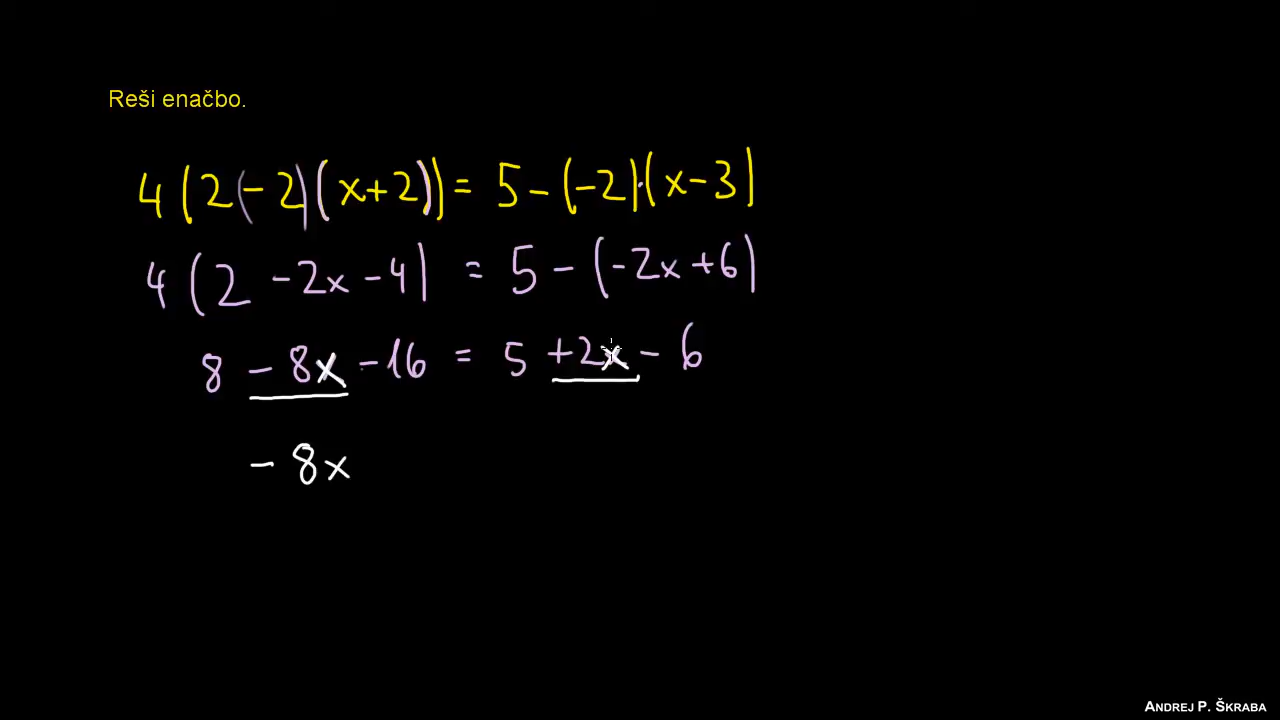 Reši enačbo.
4(2(-2)(x+2))=5-(-2)·(x-3)
4(2-2x-4)=5-(-2x+6)
8-8x-16=5+2x-6
-8x
ANDREJ P. ŠKRABA